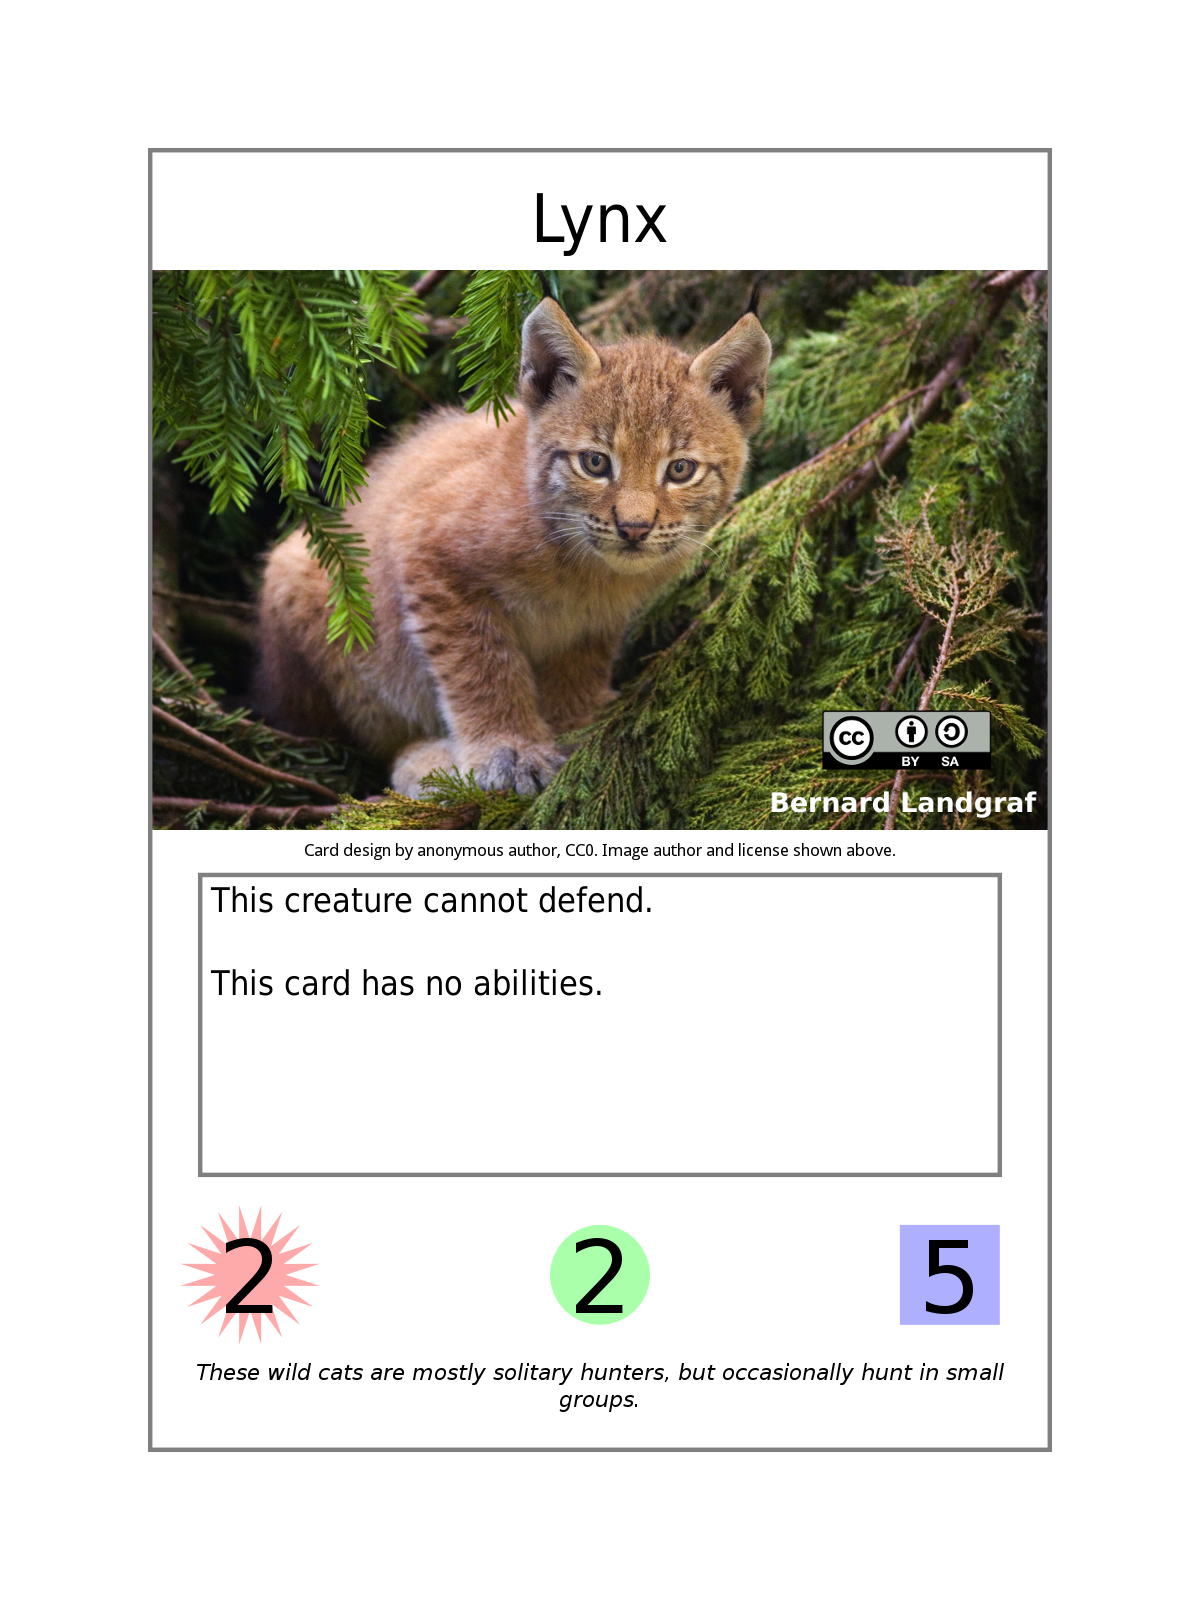 Lynx
cc
BY SA
Bernard Landgraf
Card design by anonymous author, CC0. Image author and license shown above.
This creature cannot defend.
This card has no abilities.
2 2 5
These wild cats are mostly solitary hunters, but occasionally hunt in small
groups.